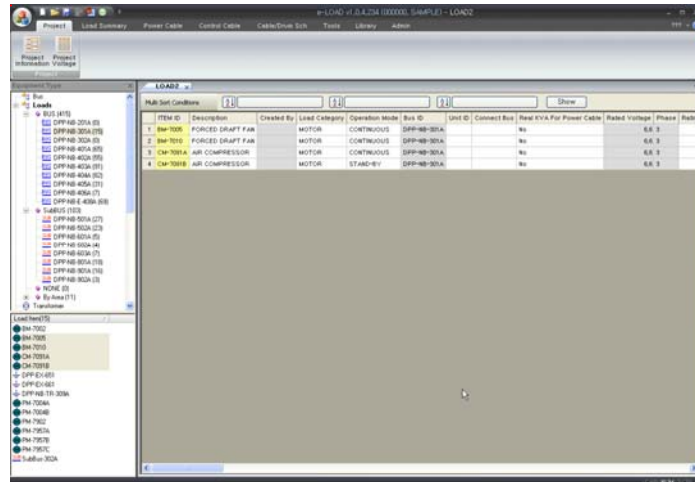 e-LOAD v1.0.4.234 (000000, SAMPLE) - LOAD2
Project Load Summary Power Cable Control Cable Cable/Drum Sch Tools Library Admin
Project Information Project Voltage
Project
Equipment Type
LOAD2
Multi Sort Conditions Show
ITEM ID Description Created By Load Category Operation Mode Bus ID Unit ID Connect Bus Real KVA For Power Cable Rated Voltage Phase
1 BM-7005 FORCED DRAFT FAN MOTOR CONTINUOUS DPP-NB-301A No 6.6 3
2 BM-7010 FORCED DRAFT FAN MOTOR CONTINUOUS DPP-NB-301A No 6.6 3
3 CM-7091A AIR COMPRESSOR MOTOR CONTINUOUS DPP-NB-301A No 6.6 3
4 CM-7091B AIR COMPRESSOR MOTOR STAND-BY DPP-NB-301A No 6.6 3
Bus
Loads
BUS (415)
DPP-NB-201A (0)
DPP-NB-301A (15)
DPP-NB-302A (0)
DPP-NB-401A (65)
DPP-NB-402A (55)
DPP-NB-403A (91)
DPP-NB-404A (82)
DPP-NB-405A (31)
DPP-NB-406A (7)
DPP-NB-E-408A (69)
SubBUS (103)
DPP-NB-501A (27)
DPP-NB-502A (23)
DPP-NB-601A (5)
DPP-NB-602A (4)
DPP-NB-603A (7)
DPP-NB-801A (18)
DPP-NB-901A (16)
DPP-NB-902A (3)
NONE (0)
By Area (11)
Transformer
Load Item(15)
BM-7002
BM-7005
BM-7010
CM-7091A
CM-7091B
DPP-EX-651
DPP-EX-661
DPP-NB-TR-309A
PM-7004A
PM-7004B
PM-7902
PM-7957A
PM-7957B
PM-7957C
SubBus-302A